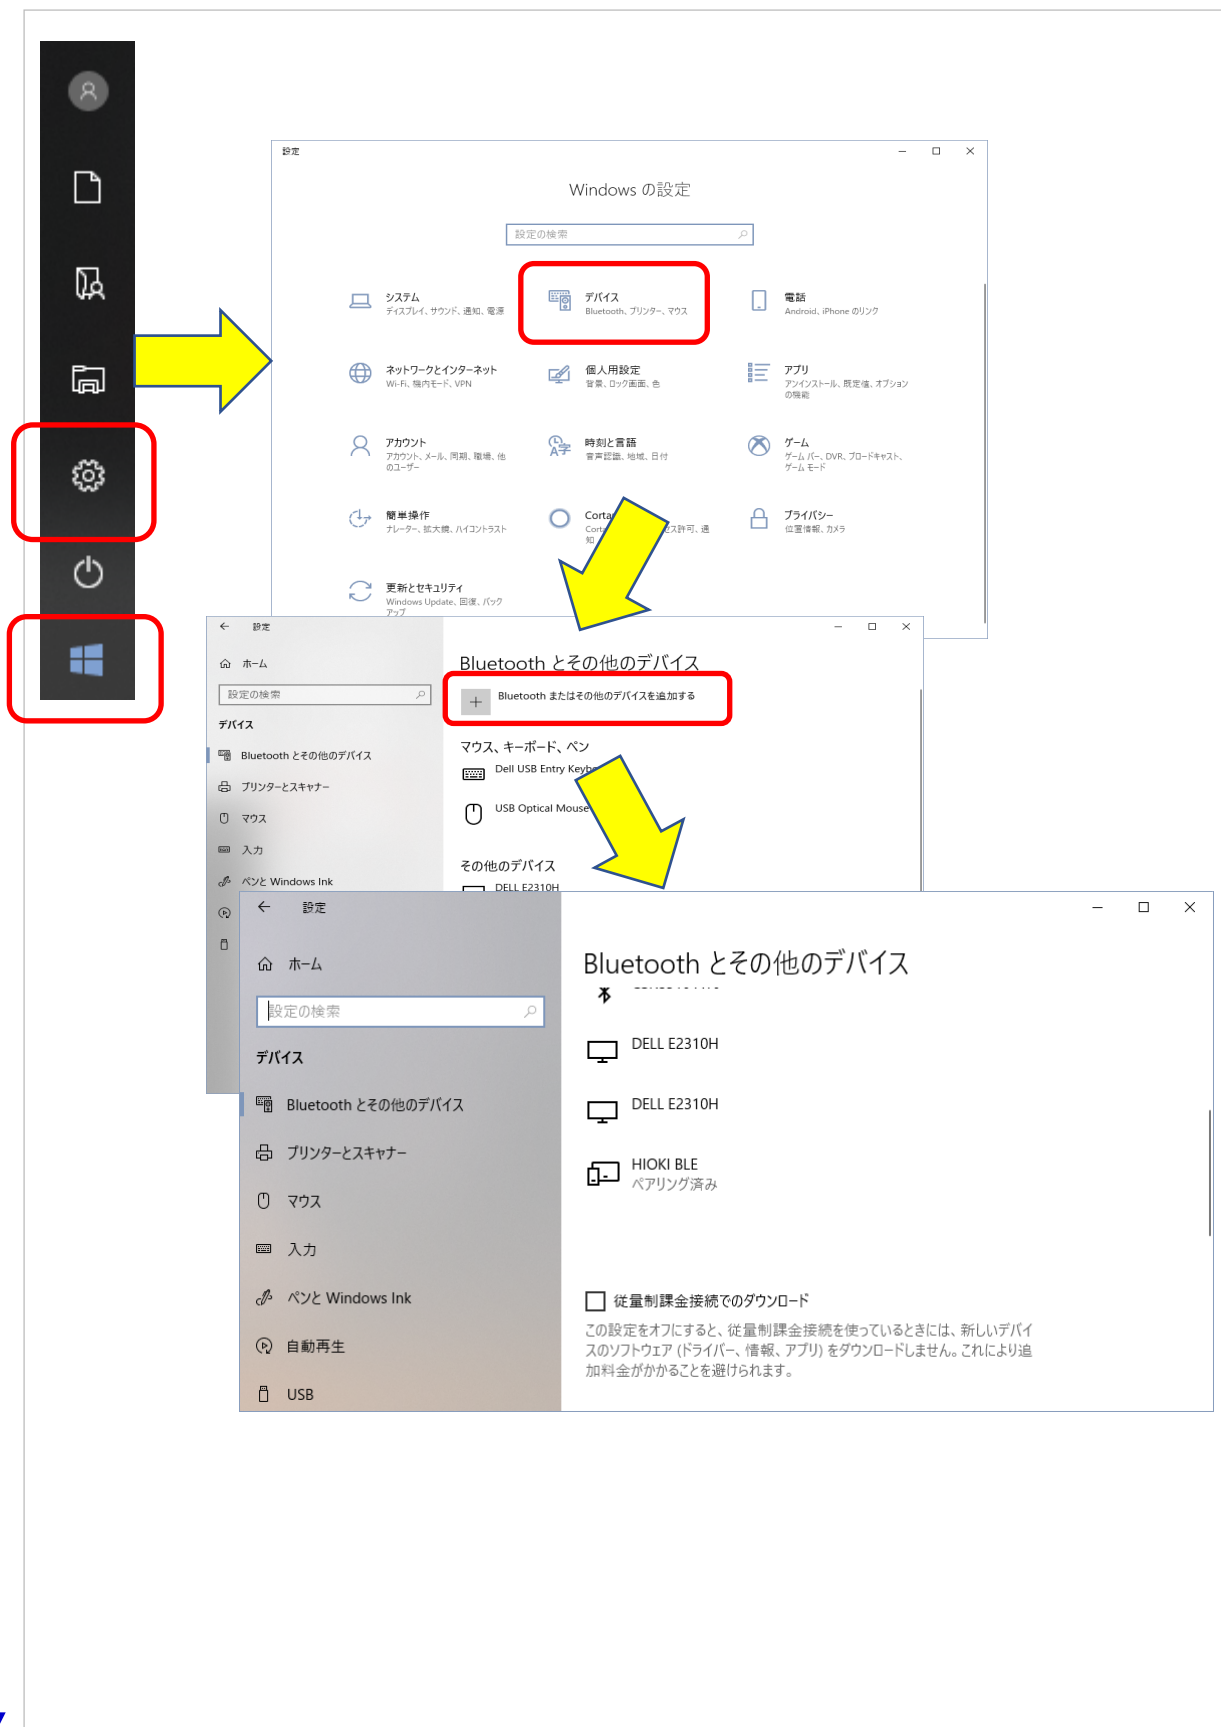 設定
Windows の設定
設定の検索
システム
ディスプレイ、サウンド、通知、電源
デバイス
Bluetooth、プリンター、マウス
電話
Android、iPhone のリンク
ネットワークとインターネット
Wi-Fi、機内モード、VPN
個人用設定
背景、ロック画面、色
アプリ
アンインストール、既定値、オプション
の機能
アカウント
アカウント、メール、同期、職場、他
のユーザー
時刻と言語
音声認識、地域、日付
ゲーム
ゲーム バー、DVR、ブロードキャスト、
ゲーム モード
簡単操作
ナレーター、拡大鏡、ハイコントラスト
プライバシー
位置情報、カメラ
更新とセキュリティ
Windows Update、回復、バック
アップ
設定
ホーム
設定の検索
デバイス
Bluetooth とその他のデバイス
プリンターとスキャナー
マウス
入力
ペンと Windows Ink
Bluetooth とその他のデバイス
Bluetooth またはその他のデバイスを追加する
マウス、キーボード、ペン
Dell USB Entry
USB Optical Mouse
その他のデバイス
DELL E2310H
設定
ホーム
設定の検索
デバイス
Bluetooth とその他のデバイス
プリンターとスキャナー
マウス
入力
ペンと Windows Ink
自動再生
USB
Bluetooth とその他のデバイス
DELL E2310H
DELL E2310H
HIOKI BLE
ペアリング済み
従量制課金接続でのダウンロード
この設定をオフにすると、従量制課金接続を使っているときには、新しいデバイ
スのソフトウェア (ドライバー、情報、アプリ) をダウンロードしません。これにより追
加料金がかかることを避けられます。